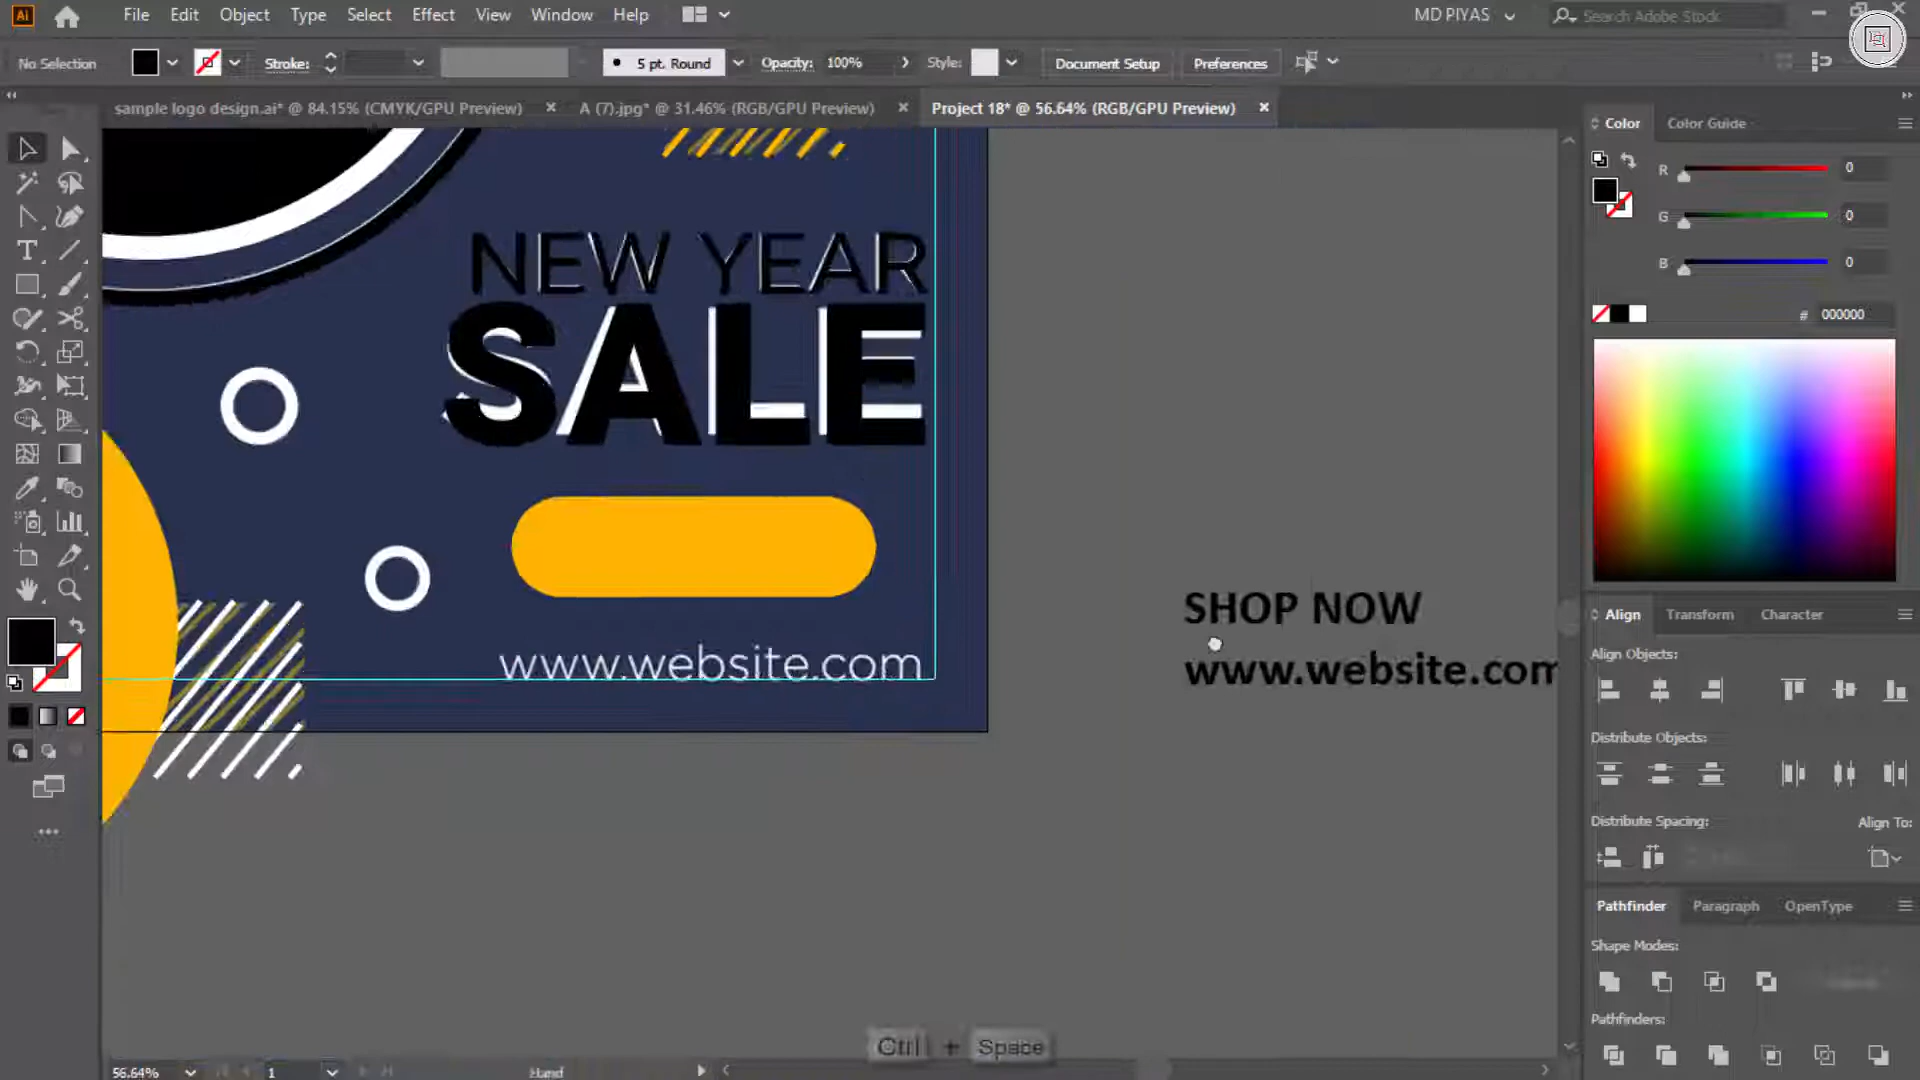 Ai File Edit Object Type Select Effect View Window Help MD PIYAS Search Adobe Stock
No Selection Stroke: 5 pt. Round Opacity: 100% Style: Document Setup Preferences
sample logo design.ai* @ 84.15% (CMYK/GPU Preview) A (7).jpg* @ 31.46% (RGB/GPU Preview) Project 18* @ 56.64% (RGB/GPU Preview)
Color Color Guide
R 0
G 0
B 0
# 000000
NEW YEAR
SALE
SHOP NOW
www.website.com
www.website.com
Align Transform Character
Align Objects:
Distribute Objects:
Distribute Spacing: Align To:
Pathfinder Paragraph OpenType
Shape Modes:
Pathfinders:
Ctrl + Space
56.64% 1 Hand